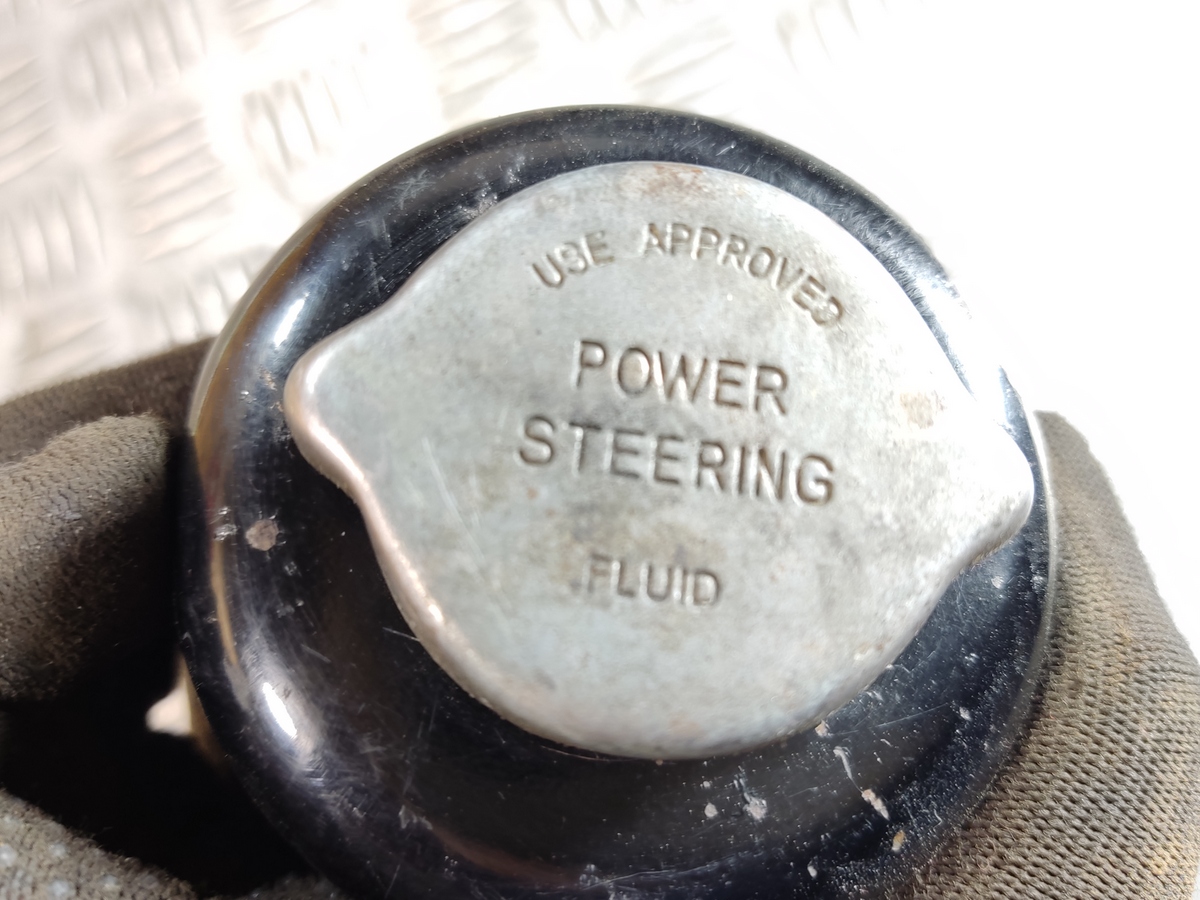 USE APPROVED
POWER
STEERING
FLUID